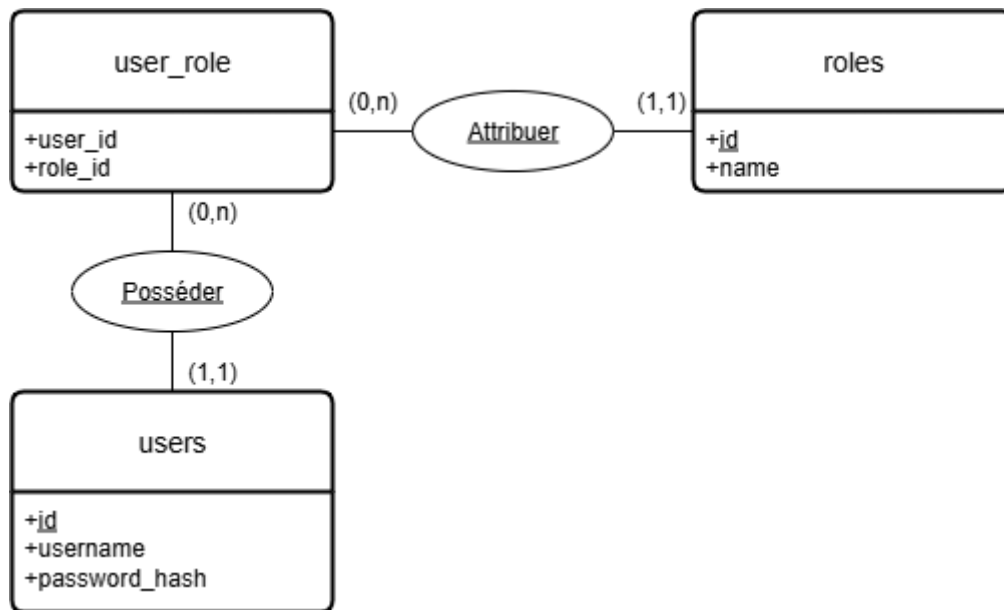 user_role
+user_id
+role_id
(0,n)
Attribuer
(1,1)
roles
+id
+name
(0,n)
Posséder
(1,1)
users
+id
+username
+password_hash